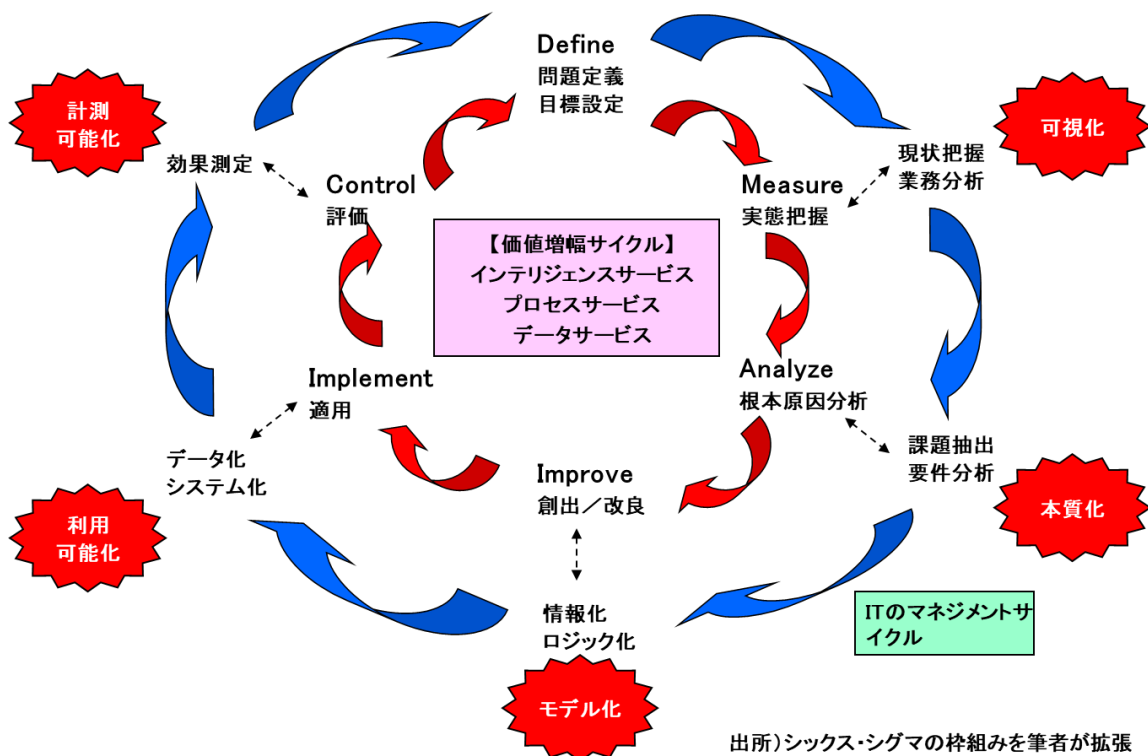 Define
問題定義
目標設定
計測
可能化
可視化
効果測定
現状把握
業務分析
Control
評価
Measure
実態把握
【価値増幅サイクル】
インテリジェンスサービス
プロセスサービス
データサービス
Implement
適用
Analyze
根本原因分析
データ化
システム化
課題抽出
要件分析
Improve
創出／改良
利用
可能化
本質化
情報化
ロジック化
ITのマネジメントサ
イクル
モデル化
出所）シックス・シグマの枠組みを筆者が拡張